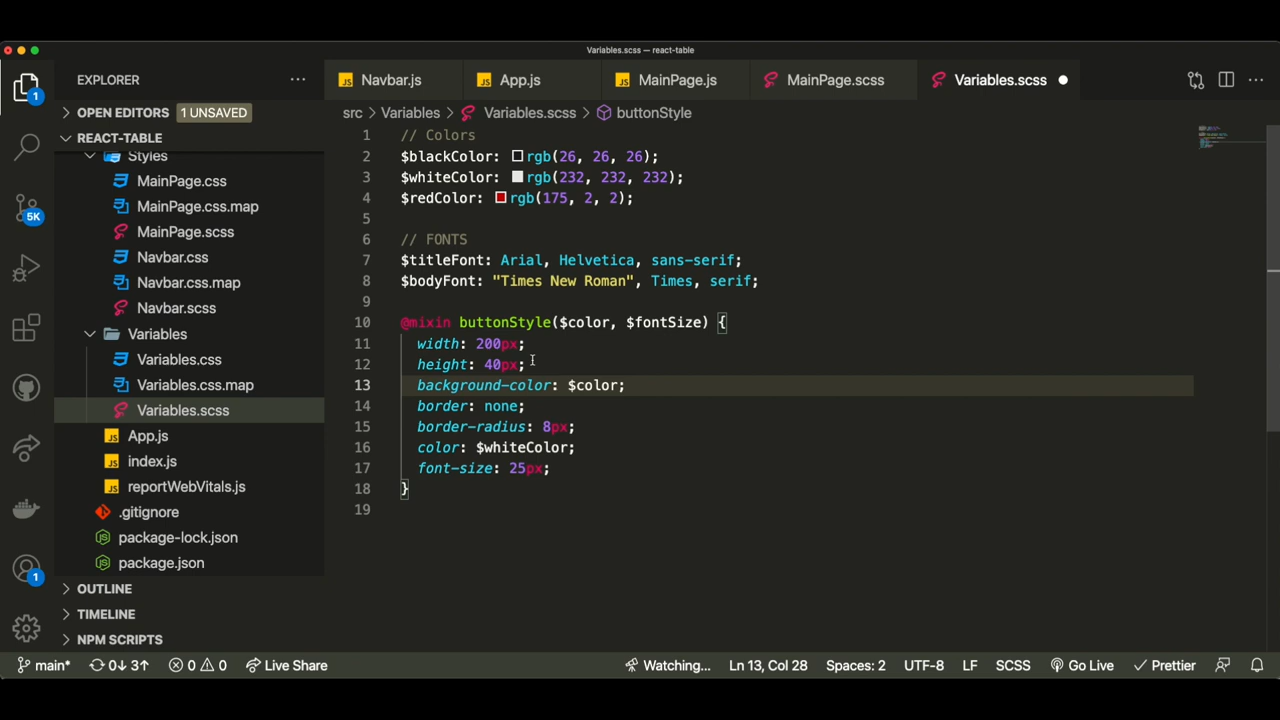 Variables.scss — react-table
EXPLORER
Navbar.js
App.js
MainPage.js
MainPage.scss
Variables.scss
OPEN EDITORS 1 UNSAVED
REACT-TABLE
Styles
MainPage.css
MainPage.css.map
MainPage.scss
Navbar.css
Navbar.css.map
Navbar.scss
Variables
Variables.css
Variables.css.map
Variables.scss
App.js
index.js
reportWebVitals.js
.gitignore
package-lock.json
package.json
OUTLINE
TIMELINE
NPM SCRIPTS
1
5K
1
src > Variables > Variables.scss > buttonStyle
1 // Colors
2 $blackColor: rgb(26, 26, 26);
3 $whiteColor: rgb(232, 232, 232);
4 $redColor: rgb(175, 2, 2);
5
6 // FONTS
7 $titleFont: Arial, Helvetica, sans-serif;
8 $bodyFont: "Times New Roman", Times, serif;
9
10 @mixin buttonStyle($color, $fontSize) {
11 width: 200px;
12 height: 40px;
13 background-color: $color;
14 border: none;
15 border-radius: 8px;
16 color: $whiteColor;
17 font-size: 25px;
18 }
19
main* 0↓ 3↑ 0 0 Live Share Watching... Ln 13, Col 28 Spaces: 2 UTF-8 LF SCSS Go Live Prettier